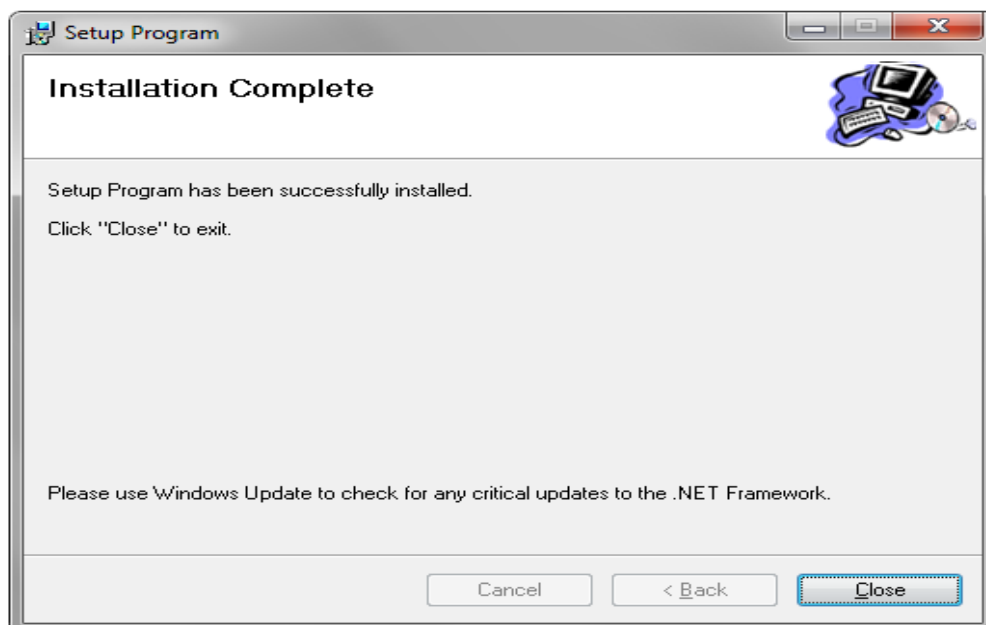 Setup Program
Installation Complete
Setup Program has been successfully installed.
Click "Close" to exit.
Please use Windows Update to check for any critical updates to the .NET Framework.
Cancel < Back Close